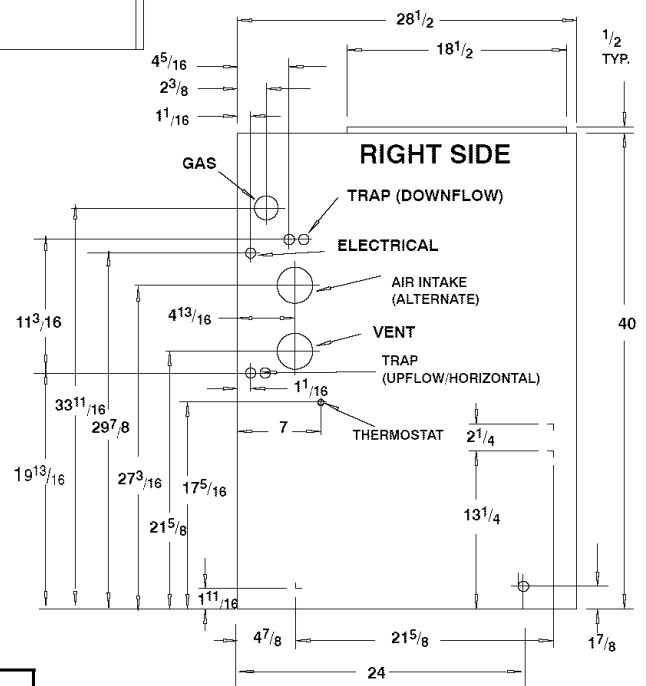 28 1/2
18 1/2
1/2
TYP.
4 5/16
2 3/8
1 1/16
RIGHT SIDE
GAS
TRAP (DOWNFLOW)
ELECTRICAL
AIR INTAKE
(ALTERNATE)
4 13/16
11 3/16
40
VENT
TRAP
(UPFLOW/HORIZONTAL)
1 1/16
33 11/16
29 7/8
7
THERMOSTAT
2 1/4
19 13/16
27 3/16
17 5/16
21 5/8
13 1/4
1 11/16
4 7/8
21 5/8
1 7/8
24